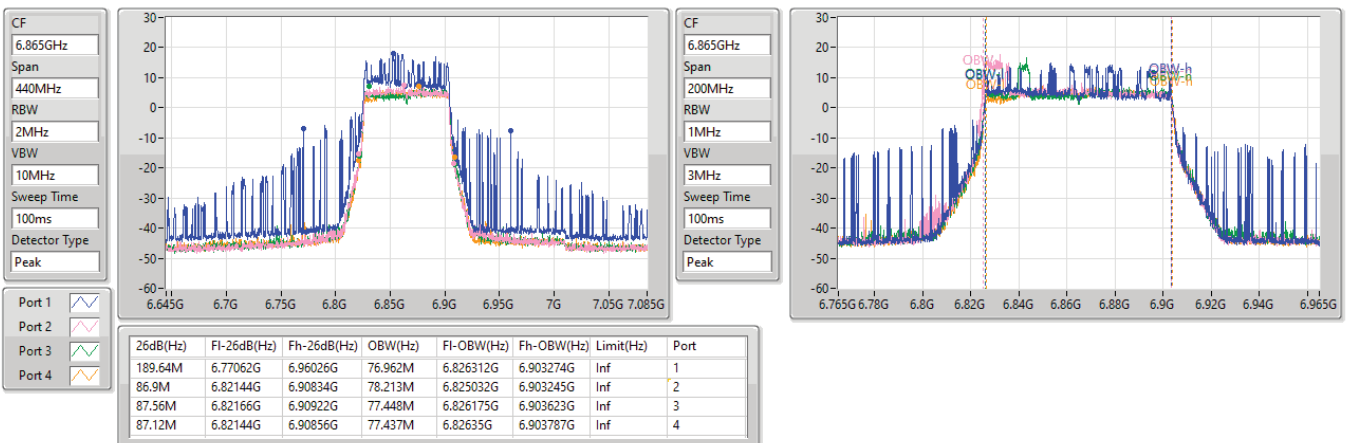 CF
6.865GHz
Span
440MHz
RBW
2MHz
VBW
10MHz
Sweep Time
100ms
Detector Type
Peak
30
20
10
0
-10
-20
-30
-40
-50
-60
6.645G 6.7G 6.75G 6.8G 6.85G 6.9G 6.95G 7G 7.05G 7.085G
CF
6.865GHz
Span
200MHz
RBW
1MHz
VBW
3MHz
Sweep Time
100ms
Detector Type
Peak
30
20
10
0
-10
-20
-30
-40
-50
-60
OBW-h
6.765G 6.78G 6.8G 6.82G 6.84G 6.86G 6.88G 6.9G 6.92G 6.94G 6.965G
Port 1
Port 2
Port 3
Port 4
26dB(Hz) Fl-26dB(Hz) Fh-26dB(Hz) OBW(Hz) Fl-OBW(Hz) Fh-OBW(Hz) Limit(Hz) Port
189.64M 6.77062G 6.96026G 76.962M 6.826312G 6.903274G Inf 1
86.9M 6.82144G 6.90834G 78.213M 6.825032G 6.903245G Inf 2
87.56M 6.82166G 6.90922G 77.448M 6.826175G 6.903623G Inf 3
87.12M 6.82144G 6.90856G 77.437M 6.82635G 6.903787G Inf 4